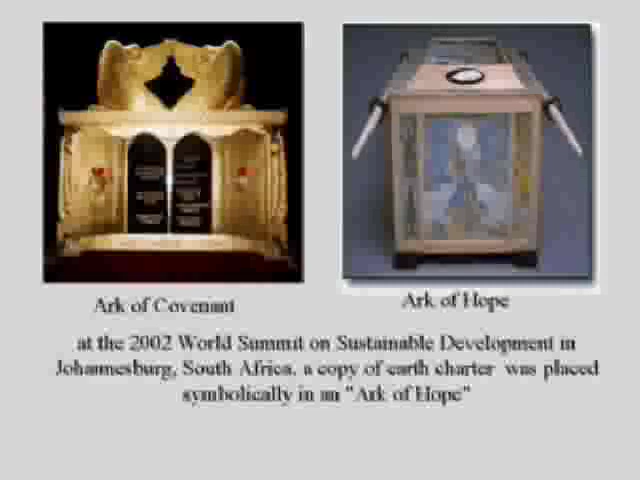 Ark of Covenant
Ark of Hope
at the 2002 World Summit on Sustainable Development in
Johannesburg, South Africa, a copy of earth charter was placed
symbolically in an "Ark of Hope"